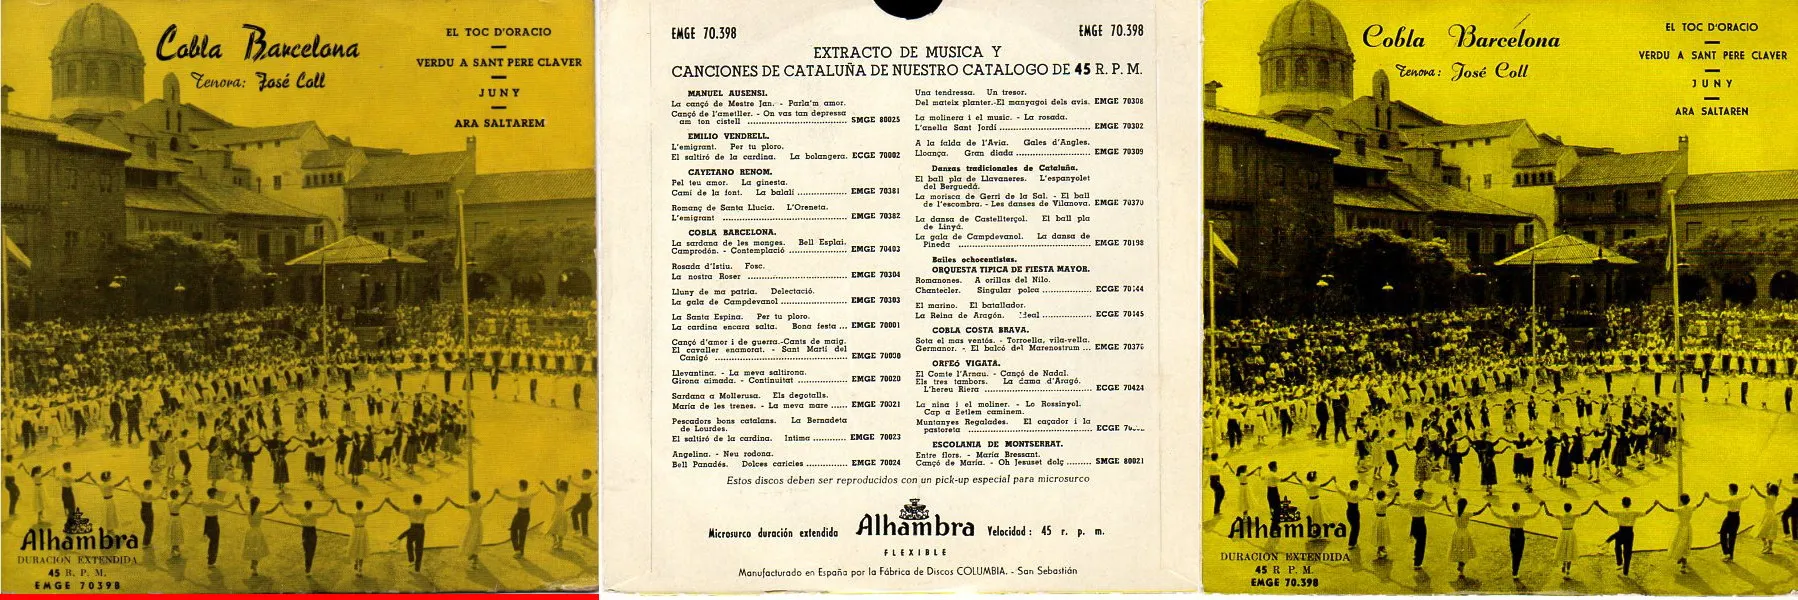 Cobla Barcelona
Tenora: José Coll
EL TOC D'ORACIO
VERDU A SANT PERE CLAVER
JUNY
ARA SALTAREM
Alhambra
DURACION EXTENDIDA
45 R. P. M.
EMGE 70398
EMGE 70.398
EMGE 70.398
EXTRACTO DE MUSICA Y
CANCIONES DE CATALUÑA DE NUESTRO CATALOGO DE 45 R. P. M.
MANUEL AUSENSI.
La cançó de Mestre Jan. - Parla'm amor.
Cançó de l'ametller. - On vas tan depressa
am ton cistell SMGE 80025
EMILIO VENDRELL.
L'emigrant. Per tu ploro.
El saltiró de la cardina. La bolangera. ECGE 70002
CAYETANO RENOM.
Pel teu amor. La ginesta.
Camí de la font. La balalí EMGE 70381
Romanç de Santa Llucia. L'Oreneta.
L'emigrant EMGE 70382
COBLA BARCELONA.
La sardana de les monges. Bell Esplai.
Camprodón. - Contemplació EMGE 70403
Rosada d'Istiu. Fosc.
La nostra Roser EMGE 70304
Lluny de ma patria. Delectació.
La gala de Campdevanol EMGE 70303
La Santa Espina. Per tu ploro.
La cardina encara salta. Bona festa ... EMGE 70001
Cançó d'amor i de guerra.-Cants de maig.
El cavaller enamorat. - Sant Martí del
Canigó EMGE 70008
Llevantina. - La meva saltirona.
Girona aimada. - Continuitat EMGE 70020
Sardana a Mollerusa. Els degotalls.
María de les trenes. - La meva mare ...... EMGE 70021
Pescadors bons catalans. La Bernadeta
de Lourdes.
El saltiró de la cardina. Intima EMGE 70023
Angelina. - Neu rodona.
Bell Panadés. Dolces caricies EMGE 70024
Una tendressa. Un tresor.
Del mateix planter.-El manyagoi dels avis. EMGE 70308
La molinera i el music. - La rosada.
L'anella Sant Jordi EMGE 70302
A la falda de l'Avia. Gales d'Angles.
Lloança. Gran diada EMGE 70309
Danzas tradicionales de Cataluña.
El ball pla de Llavaneres. L'espanyolet
del Berguedá.
La morisca de Gerri de la Sal. - El ball
de l'escombra. - Les danses de Vilanova. EMGE 70370
La dansa de Castelltersol. El ball pla
de Linyá.
La gala de Campdevanol. La dansa de
Pineda EMGE 70198
Bailes ochocentistas.
ORQUESTA TIPICA DE FIESTA MAYOR.
Romanones. A orillas del Nilo.
Chantecler. Singular polca ECGE 70144
El marino. El batallador.
La Reina de Aragón. Ideal ECGE 70145
COBLA COSTA BRAVA.
Sota el mas ventós. - Torroella, vila-vella.
Germanor. - El balcó del Marenostrum ... EMGE
ORFEÓ VIGATÁ.
El Comte l'Arnau. - Cançó de Nadal.
Els tres tambors. La dama d'Aragó.
L'hereu Riera ECGE 70424
La nina i el moliner. - Lo Rossinyol.
Cap a Betlem caminem.
Muntanyes Regalades. El caçador i la
pastoreta ECGE
ESCOLANIA DE MONTSERRAT.
Entre flors. - Maria Bressant.
Cançó de Maria. - Oh Jesuset dolç SMGE 80021
Estos discos deben ser reproducidos con un pick-up especial para microsurco
Microsurco duración extendida Alhambra Velocidad: 45 r. p. m.
FLEXIBLE
Manufacturado en España por la Fábrica de Discos COLUMBIA. - San Sebastián
Cobla Barcelona
Tenora: José Coll
EL TOC D'ORACIO
VERDU A SANT PERE CLAVER
JUNY
ARA SALTAREN
Alhambra
DURACIÓN EXTENDIDA
45 R P M.
EMGE 70.398